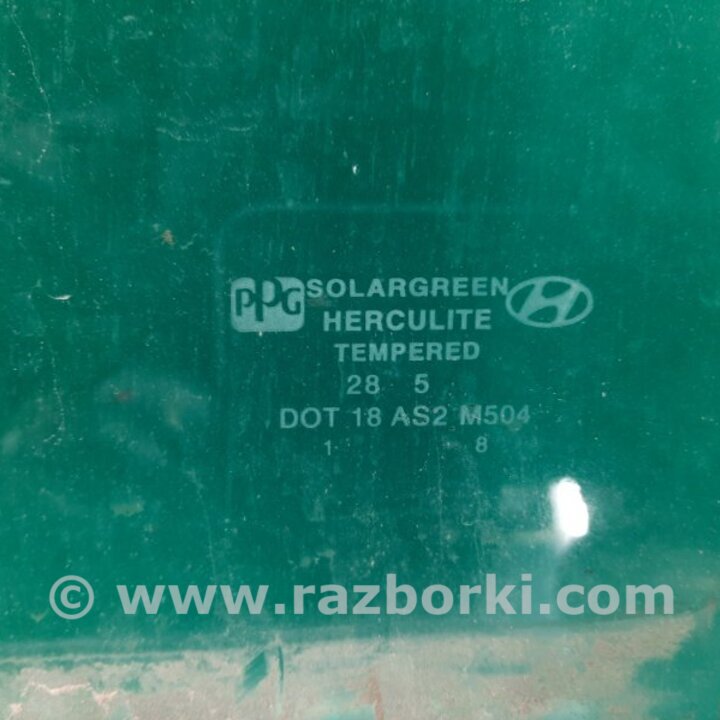 PPG SOLARGREEN
HERCULITE
TEMPERED
28 5
DOT 18 AS2 M504
1 8
© www.razborki.com